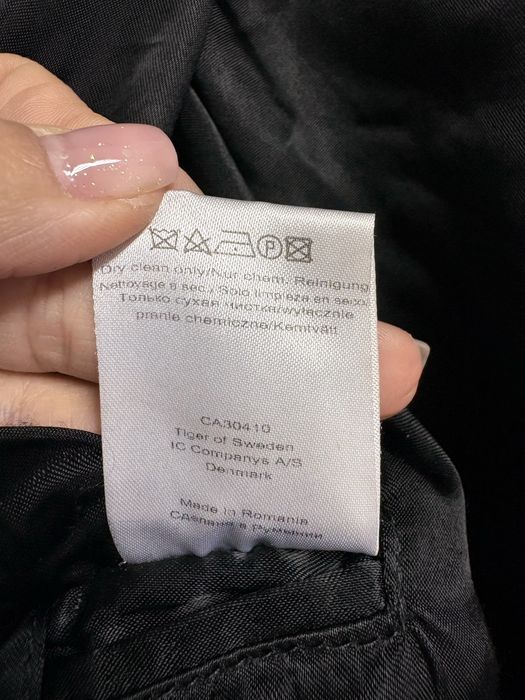 Dry clean only/Nur chem. Reinigung
Nettoyage a sec./ Solo limpieza en seco/
Только сухая чистка/wyłącznie
pranie chemiczne/Kemtvätt
CA30410
Tiger of Sweden
IC Companys A/S
Denmark
Made in Romania
Сделаня в Румынии